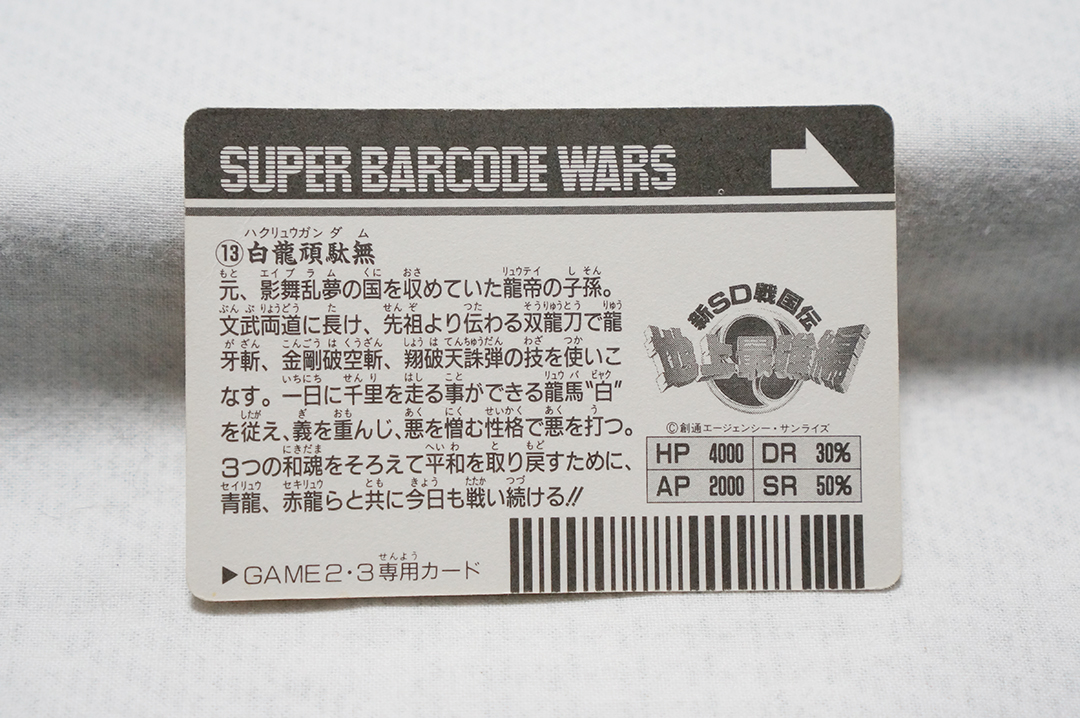 SUPER BARCODE WARS
ハクリュウガンダム
⑬白龍頑駄無
もと エイブラム くに おさ リュウテイ しそん
元、影舞乱夢の国を収めていた龍帝の子孫。
ぶんぶりょうどう た せんぞ つた そうりゅうとう りゅう
文武両道に長け、先祖より伝わる双龍刀で龍
がざん こんごうはくうざん しょうはてんちゅうだん わざ つか
牙斬、金剛破空斬、翔破天誅弾の技を使いこ
いちにち せんり はし こと リュウバ ビャク
なす。一日に千里を走る事ができる龍馬"白"
したが ぎ おも あく にく せいかく あく う
を従え、義を重んじ、悪を憎む性格で悪を打つ。
にきだま へいわ と もど
3つの和魂をそろえて平和を取り戻すために、
セイリュウ セキリュウ とも きょう たたか つづ
青龍、赤龍らと共に今日も戦い続ける!!
せんよう
▶GAME2・3専用カード
新SD戦国伝
地上最強編
©創通エージェンシー・サンライズ
HP 4000 DR 30%
AP 2000 SR 50%